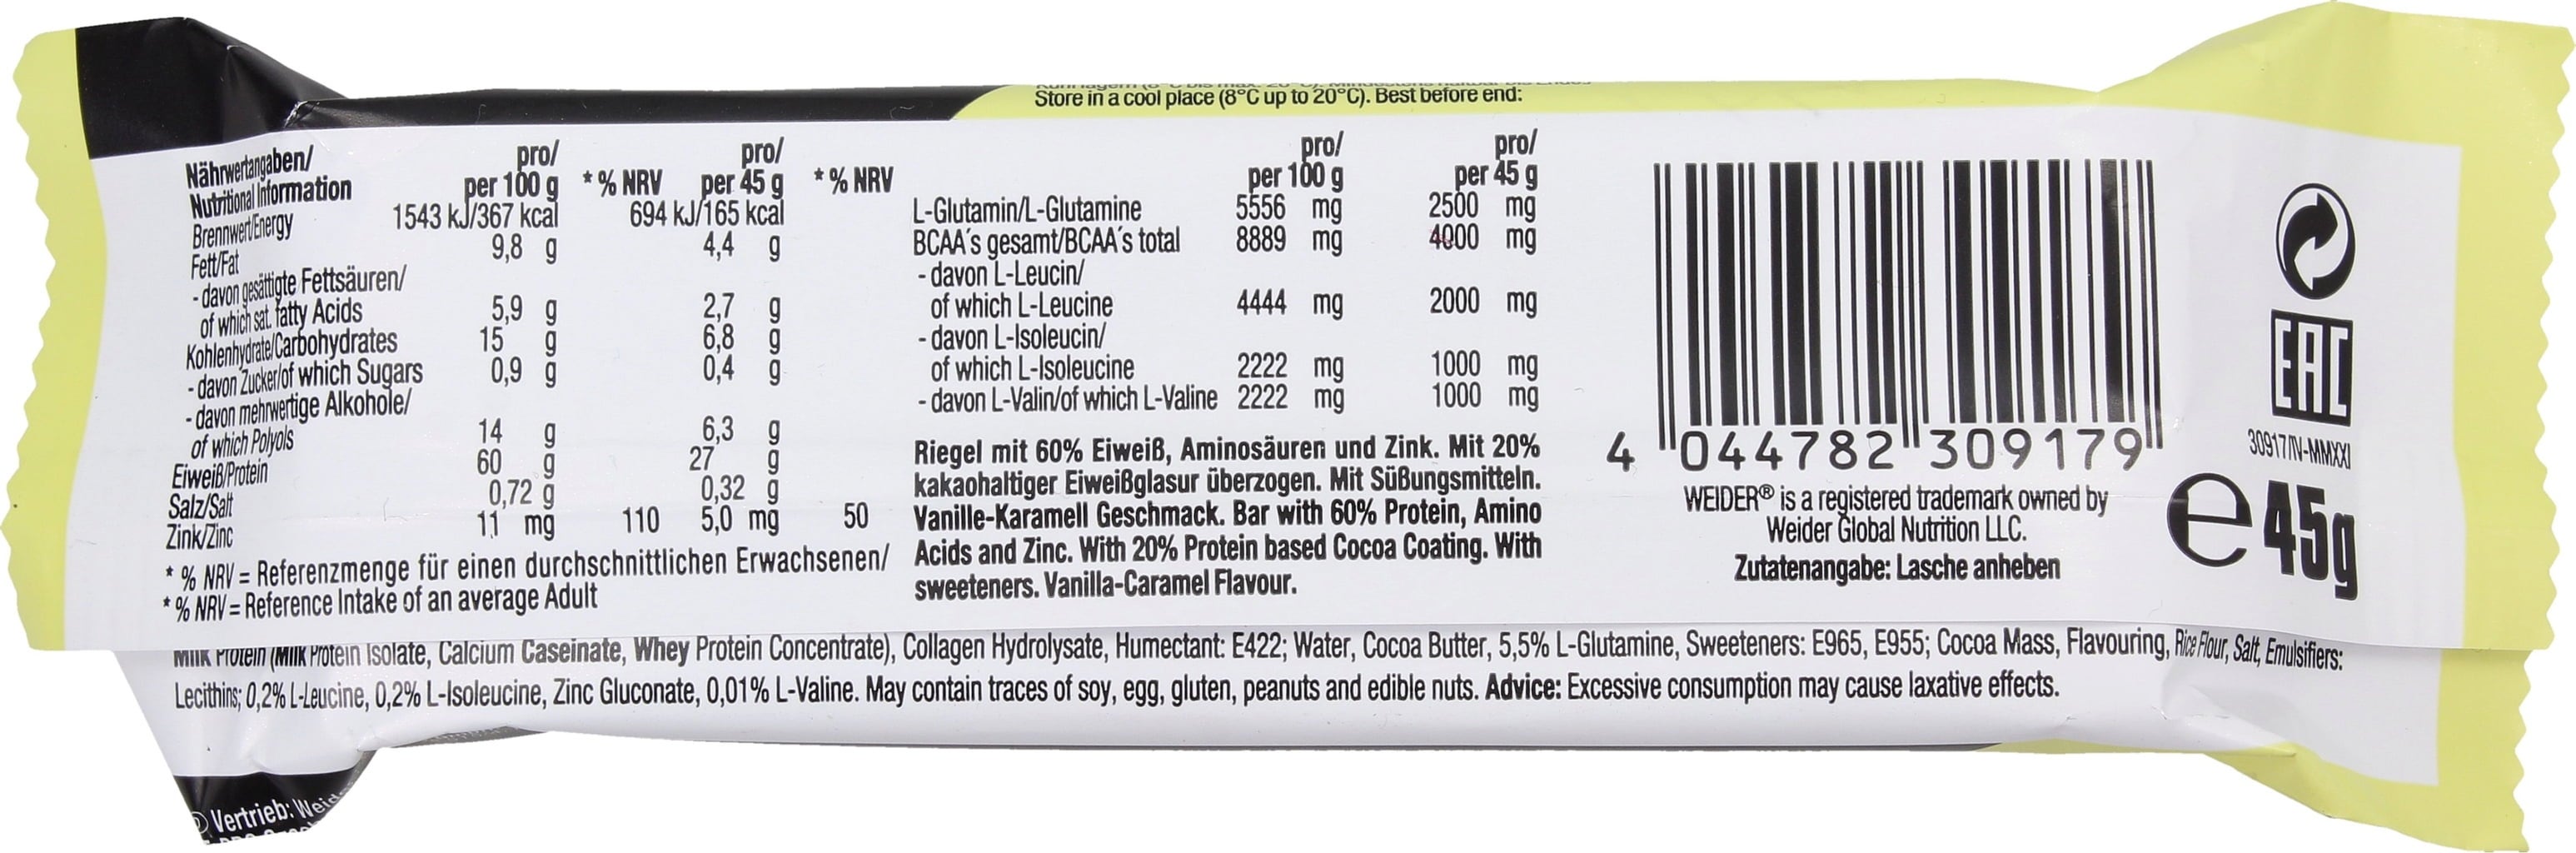 Store in a cool place (8°C up to 20°C). Best before end:
Nährwertangaben/
Nutritional Information
pro/
per 100 g
* % NRV
pro/
per 45 g
* % NRV
Brennwert/Energy 1543 kJ/367 kcal 694 kJ/165 kcal
Fett/Fat 9,8 g 4,4 g
- davon gesättigte Fettsäuren/
of which sat. fatty Acids 5,9 g 2,7 g
Kohlenhydrate/Carbohydrates 15 g 6,8 g
- davon Zucker/of which Sugars 0,9 g 0,4 g
- davon mehrwertige Alkohole/
of which Polyols 14 g 6,3 g
Eiweiß/Protein 60 g 27 g
Salz/Salt 0,72 g 0,32 g
Zink/Zinc 11 mg 110 5,0 mg 50
* % NRV = Referenzmenge für einen durchschnittlichen Erwachsenen/
* % NRV = Reference Intake of an average Adult
pro/
per 100 g
pro/
per 45 g
L-Glutamin/L-Glutamine 5556 mg 2500 mg
BCAA´s gesamt/BCAA´s total 8889 mg 4000 mg
- davon L-Leucin/
of which L-Leucine 4444 mg 2000 mg
- davon L-Isoleucin/
of which L-Isoleucine 2222 mg 1000 mg
- davon L-Valin/of which L-Valine 2222 mg 1000 mg
Riegel mit 60% Eiweiß, Aminosäuren und Zink. Mit 20%
kakaohaltiger Eiweißglasur überzogen. Mit Süßungsmitteln.
Vanille-Karamell Geschmack. Bar with 60% Protein, Amino
Acids and Zinc. With 20% Protein based Cocoa Coating. With
sweeteners. Vanilla-Caramel Flavour.
4 044782 309179
WEIDER® is a registered trademark owned by
Weider Global Nutrition LLC.
Zutatenangabe: Lasche anheben
EAC
30917/IV-MMXXI
e 45g
Milk Protein (Milk Protein Isolate, Calcium Caseinate, Whey Protein Concentrate), Collagen Hydrolysate, Humectant: E422; Water, Cocoa Butter, 5,5% L-Glutamine, Sweeteners: E965, E955; Cocoa Mass, Flavouring, Rice Flour, Salt, Emulsifiers:
Lecithins; 0,2% L-Leucine, 0,2% L-Isoleucine, Zinc Gluconate, 0,01% L-Valine. May contain traces of soy, egg, gluten, peanuts and edible nuts. Advice: Excessive consumption may cause laxative effects.
Vertrieb: Weider